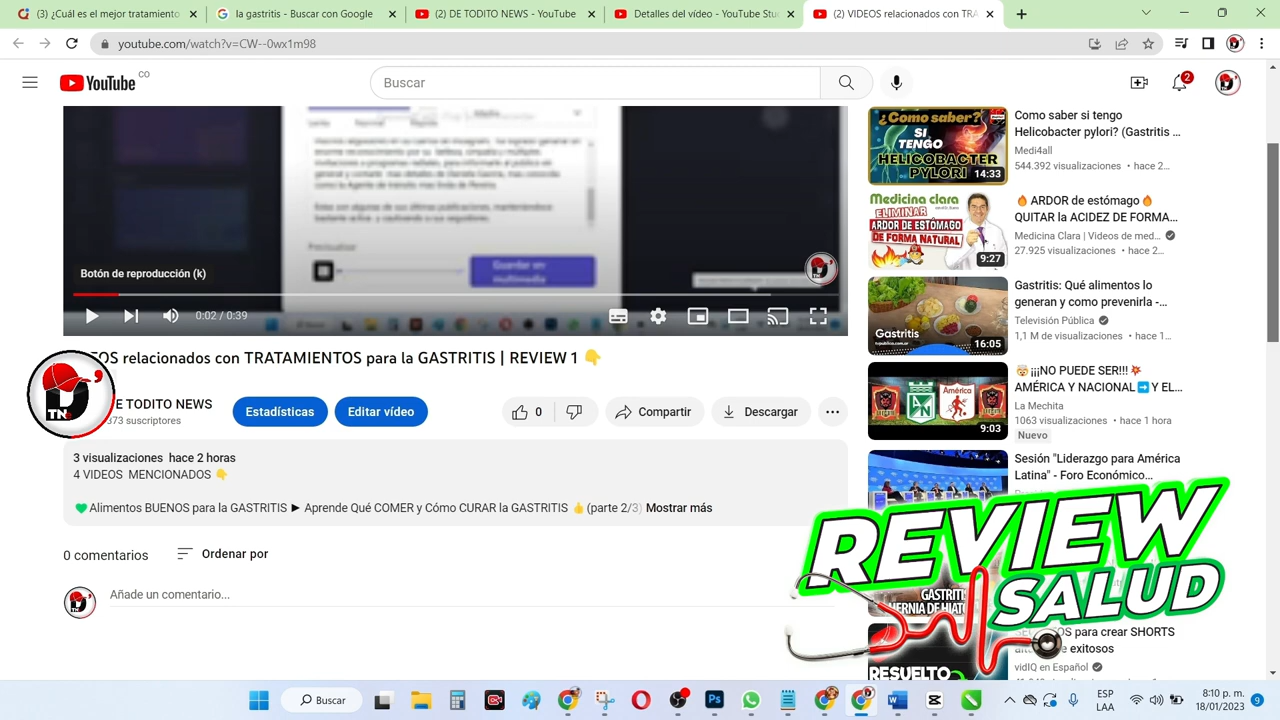 (3) ¿Cuál es el mejor tratamiento
la gastritis - Buscar con Google
(2) DE TODITO NEWS - YouTube
Detalles del video - YouTube Stu
(2) VIDEOS relacionados con TRA
youtube.com/watch?v=CW--0wx1m98
YouTube CO
Buscar
2
Botón de reproducción (k)
0:02 / 0:39
relacionados con TRATAMIENTOS para la GASTRITIS | REVIEW 1 👇
E TODITO NEWS
373 suscriptores
Estadísticas
Editar vídeo
0
Compartir
Descargar
3 visualizaciones hace 2 horas
4 VIDEOS MENCIONADOS 👇
💚Alimentos BUENOS para la GASTRITIS ► Aprende Qué COMER y Cómo CURAR la GASTRITIS 👍(parte 2/3) Mostrar más
0 comentarios
Ordenar por
Añade un comentario...
TN
¿Como saber?
SI
TENGO
HELICOBACTER
PYLORI
14:33
Como saber si tengo
Helicobacter pylori? (Gastritis ...
Medi4all
544.392 visualizaciones • hace 2...
Medicina clara
ELIMINAR
ARDOR DE ESTÓMAGO
DE FORMA NATURAL
9:27
🔥 ARDOR de estómago🔥
QUITAR la ACIDEZ DE FORMA...
Medicina Clara | Videos de med...
27.925 visualizaciones • hace 2...
Gastritis
tvpublica.com.ar
16:05
Gastritis: Qué alimentos lo
generan y como prevenirla -...
Televisión Pública
1,1 M de visualizaciones • hace 1...
América
9:03
🤯¡¡¡NO PUEDE SER!!!💥
AMÉRICA Y NACIONAL➡️Y EL...
La Mechita
1063 visualizaciones • hace 1 hora
Nuevo
Sesión "Liderazgo para América
Latina" - Foro Económico...
REVIEW
SALUD
GASTRITIS
HERNIA DE HIAT
para crear SHORTS
exitosos
vidIQ en Español
RESUELTO
Buscar
ESP
LAA
8:10 p. m.
18/01/2023
9